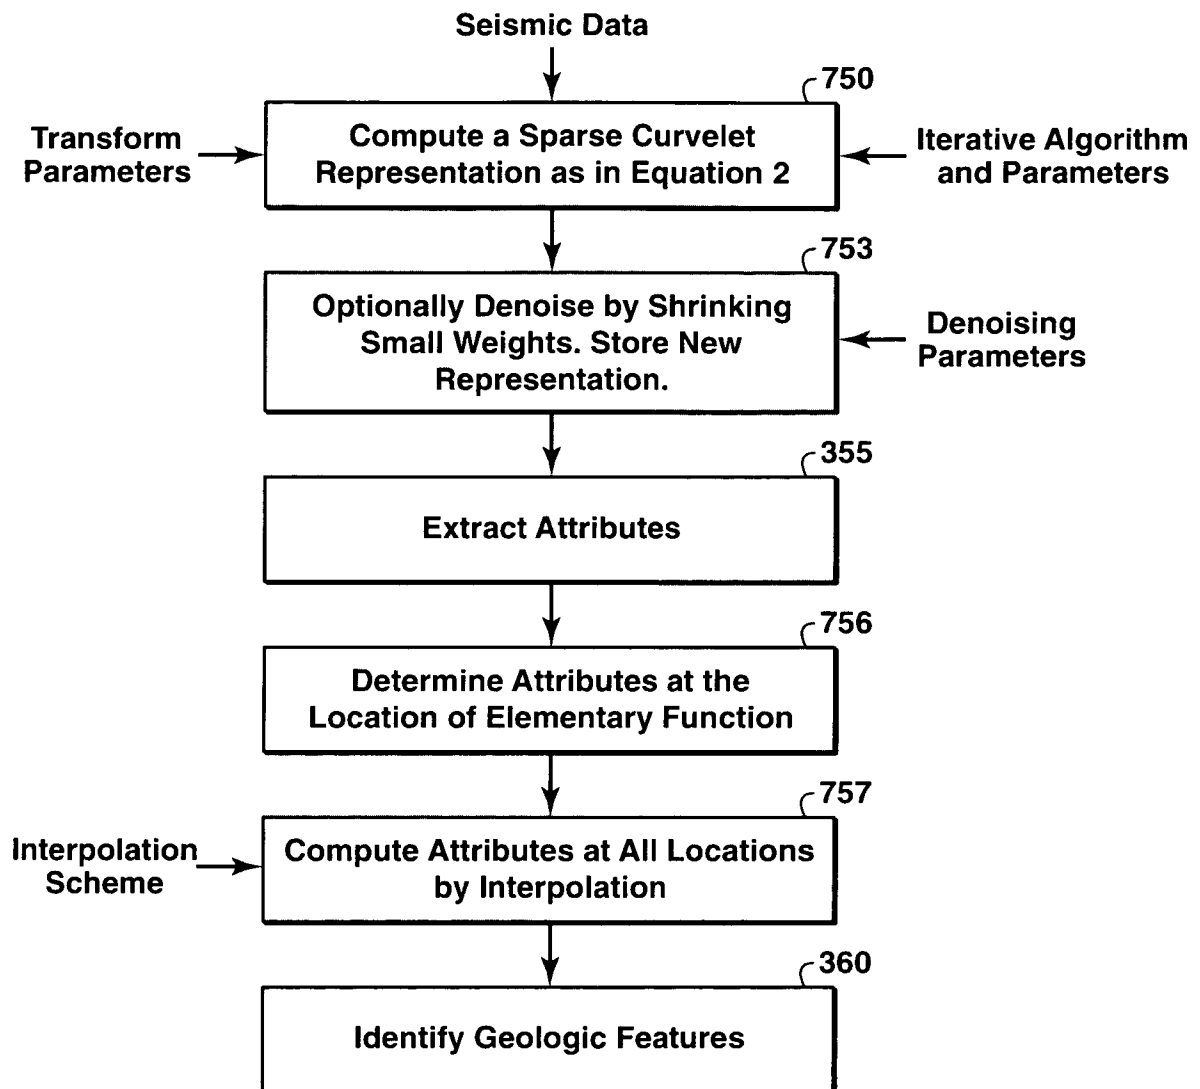 Seismic Data
750
Transform
Parameters
Compute a Sparse Curvelet
Representation as in Equation 2
Iterative Algorithm
and Parameters
753
Optionally Denoise by Shrinking
Small Weights. Store New
Representation.
Denoising
Parameters
355
Extract Attributes
756
Determine Attributes at the
Location of Elementary Function
757
Interpolation
Scheme
Compute Attributes at All Locations
by Interpolation
360
Identify Geologic Features